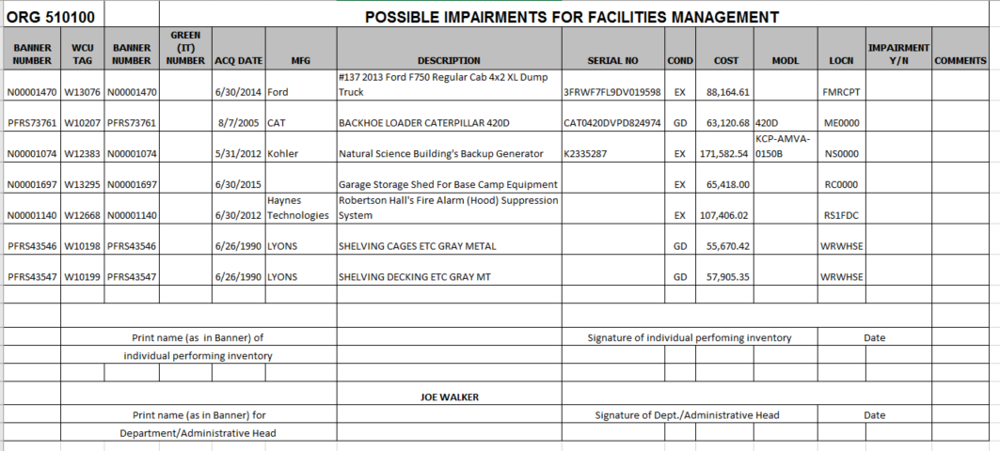 ORG 510100 POSSIBLE IMPAIRMENTS FOR FACILITIES MANAGEMENT
BANNER NUMBER WCU TAG BANNER NUMBER GREEN (IT) NUMBER ACQ DATE MFG DESCRIPTION SERIAL NO COND COST MODL LOCN IMPAIRMENT Y/N COMMENTS
N00001470 W13076 N00001470 6/30/2014 Ford #137 2013 Ford F750 Regular Cab 4x2 XL Dump Truck 3FRWF7FL9DV019598 EX 88,164.61 FMRCPT
PFRS73761 W10207 PFRS73761 8/7/2005 CAT BACKHOE LOADER CATERPILLAR 420D CAT0420DVPD824974 GD 63,120.68 420D ME0000
N00001074 W12383 N00001074 5/31/2012 Kohler Natural Science Building's Backup Generator K2335287 EX 171,582.54 KCP-AMVA-0150B NS0000
N00001697 W13295 N00001697 6/30/2015 Garage Storage Shed For Base Camp Equipment EX 65,418.00 RC0000
N00001140 W12668 N00001140 6/30/2012 Haynes Technologies Robertson Hall's Fire Alarm (Hood) Suppression System EX 107,406.02 RS1FDC
PFRS43546 W10198 PFRS43546 6/26/1990 LYONS SHELVING CAGES ETC GRAY METAL GD 55,670.42 WRWHSE
PFRS43547 W10199 PFRS43547 6/26/1990 LYONS SHELVING DECKING ETC GRAY MT GD 57,905.35 WRWHSE
Print name (as in Banner) of Signature of individual perfoming inventory Date
individual performing inventory
JOE WALKER
Print name (as in Banner) for Signature of Dept./Administrative Head Date
Department/Administrative Head